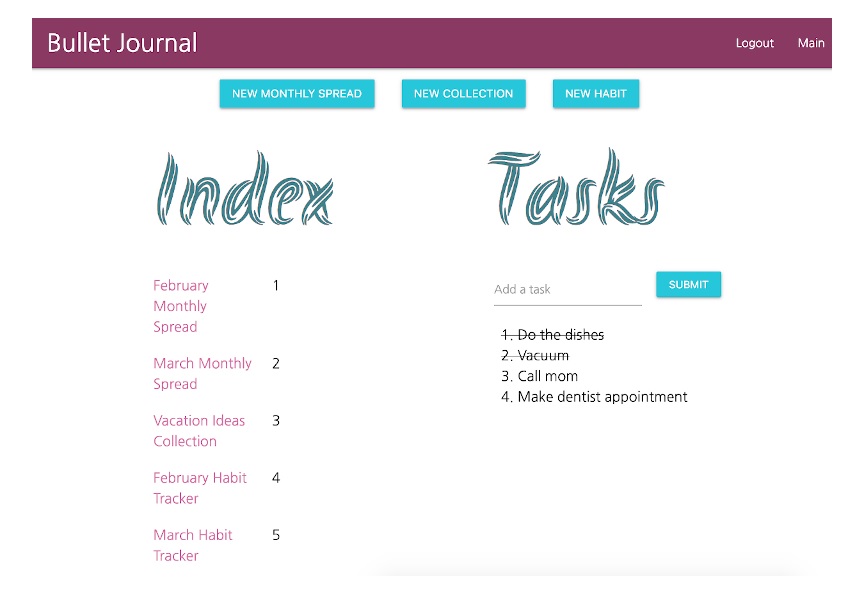 Bullet Journal
Logout Main
NEW MONTHLY SPREAD NEW COLLECTION NEW HABIT
Index
February 1
Monthly
Spread
March Monthly 2
Spread
Vacation Ideas 3
Collection
February Habit 4
Tracker
March Habit 5
Tracker
Tasks
Add a task SUBMIT
1. Do the dishes
2. Vacuum
3. Call mom
4. Make dentist appointment